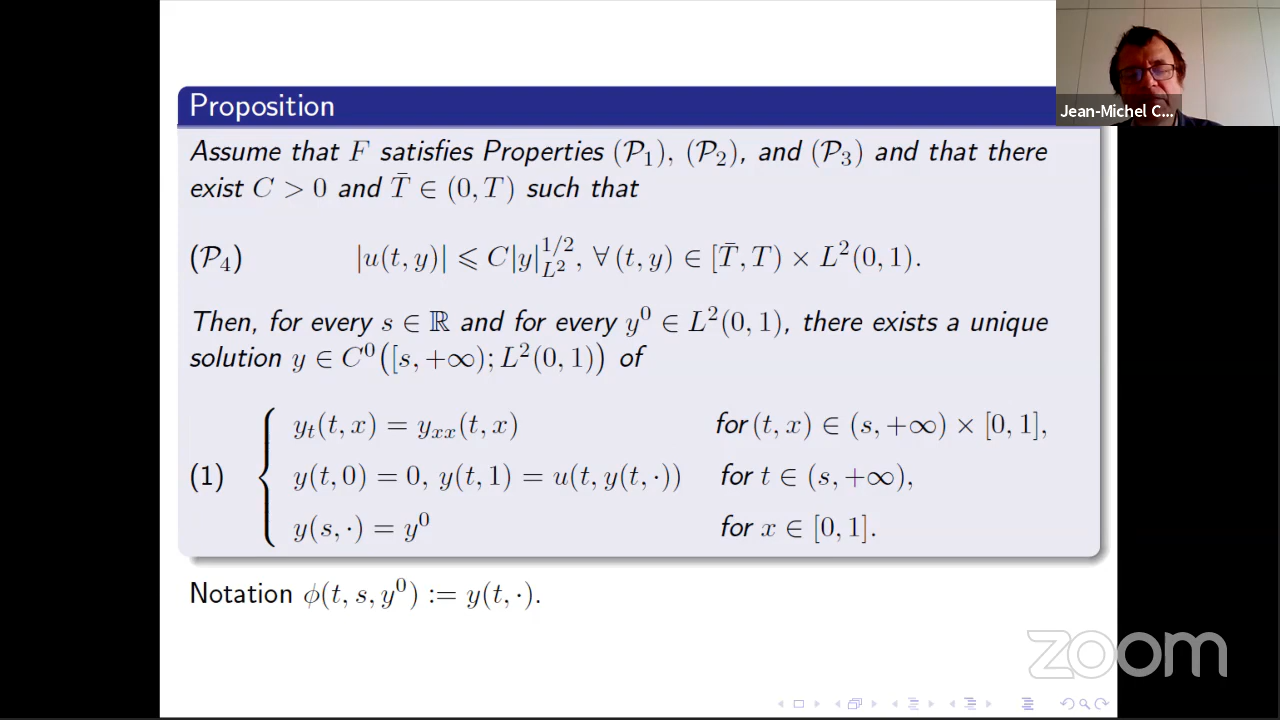 Proposition
Jean-Michel C...
Assume that F satisfies Properties (𝒫₁), (𝒫₂), and (𝒫₃) and that there
exist C > 0 and T̄ ∈ (0, T) such that
(𝒫₄) |u(t, y)| ⩽ C|y|_{L²}^{1/2}, ∀ (t, y) ∈ [T̄, T) × L²(0, 1).
Then, for every s ∈ ℝ and for every y⁰ ∈ L²(0, 1), there exists a unique
solution y ∈ C⁰([s, +∞); L²(0, 1)) of
y_t(t, x) = y_{xx}(t, x) for (t, x) ∈ (s, +∞) × [0, 1],
(1) y(t, 0) = 0, y(t, 1) = u(t, y(t, ·)) for t ∈ (s, +∞),
y(s, ·) = y⁰ for x ∈ [0, 1].
Notation ϕ(t, s, y⁰) := y(t, ·).
zoom